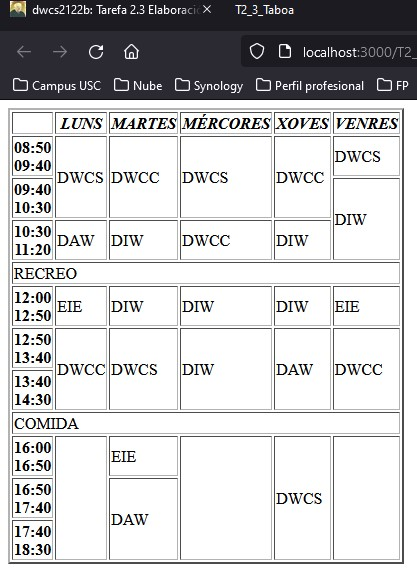 dwcs2122b: Tarefa 2.3 Elaboració
T2_3_Taboa
localhost:3000/T2_
Campus USC Nube Synology Perfil profesional FP
LUNS MARTES MÉRCORES XOVES VENRES
08:50
09:40
DWCS DWCC DWCS DWCC DWCS
09:40
10:30
DIW
10:30
11:20
DAW DIW DWCC DIW
RECREO
12:00
12:50
EIE DIW DIW DIW EIE
12:50
13:40
DWCC DWCS DIW DAW DWCC
13:40
14:30
COMIDA
16:00
16:50
EIE
DWCS
16:50
17:40
DAW
17:40
18:30